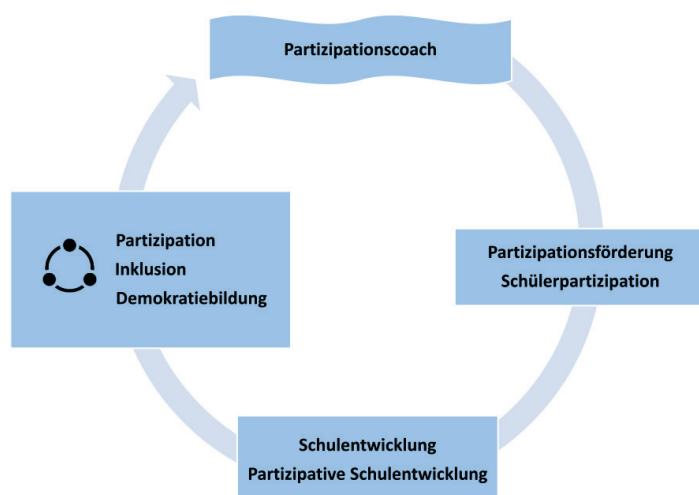 Partizipationscoach
Partizipationsförderung
Schülerpartizipation
Schulentwicklung
Partizipative Schulentwicklung
Partizipation
Inklusion
Demokratiebildung